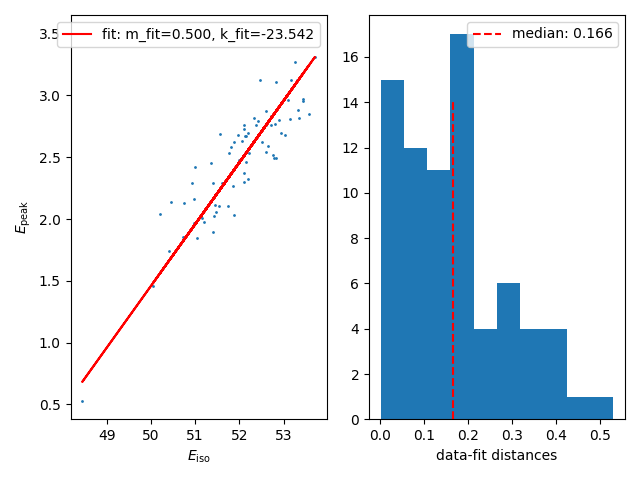 fit: m_fit=0.500, k_fit=-23.542
3.5
3.0
2.5
2.0
1.5
1.0
0.5
49 50 51 52 53
E_iso
E_peak
median: 0.166
16
14
12
10
8
6
4
2
0
0.0 0.1 0.2 0.3 0.4 0.5
data-fit distances